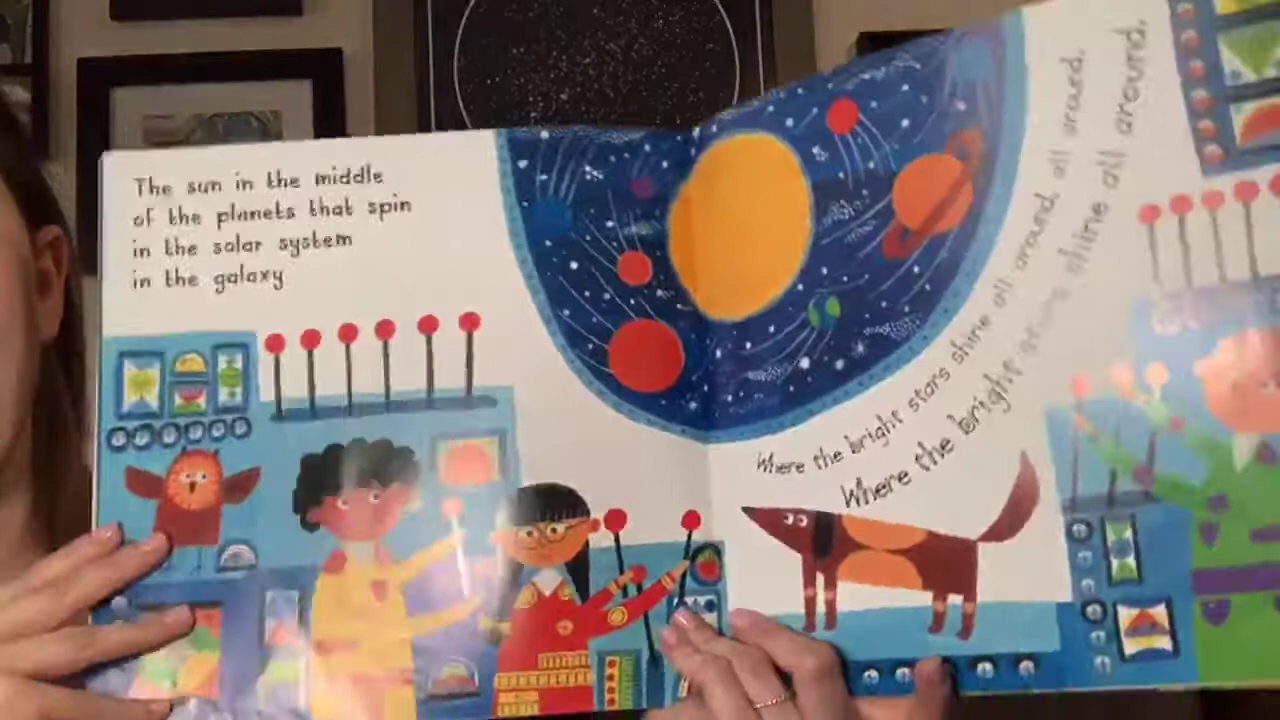 The sun in the middle
of the planets that spin
in the solar system
in the galaxy
Where the bright stars shine all around, all around,
Where the bright stars shine all around,